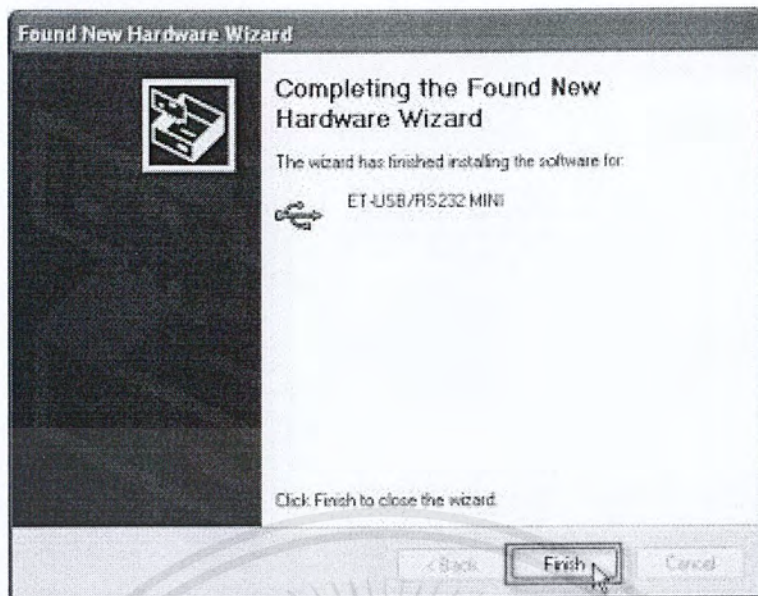 Found New Hardware Wizard
Completing the Found New
Hardware Wizard
The wizard has finished installing the software for:
ET-USB/RS232 MINI
Click Finish to close the wizard.
< Back
Finish
Cancel